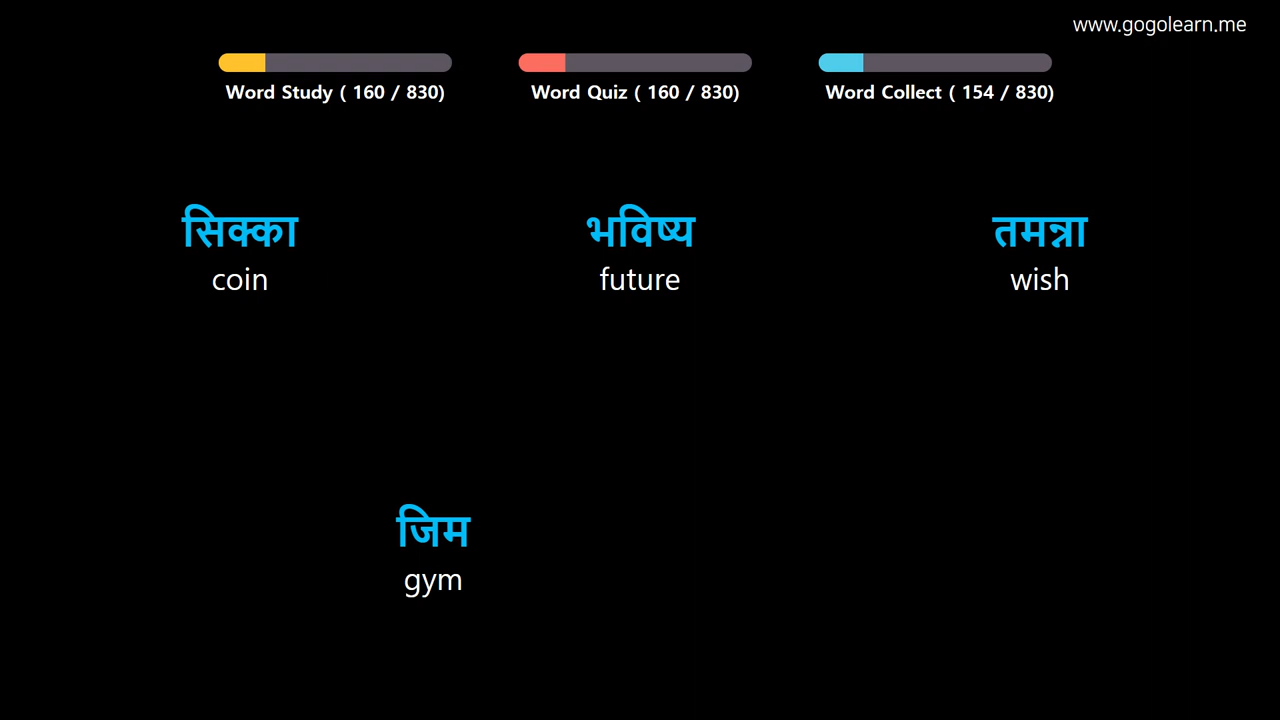 www.gogolearn.me
Word Study ( 160 / 830)
Word Quiz ( 160 / 830)
Word Collect ( 154 / 830)
सिक्का
coin
भविष्य
future
तमन्ना
wish
जिम
gym